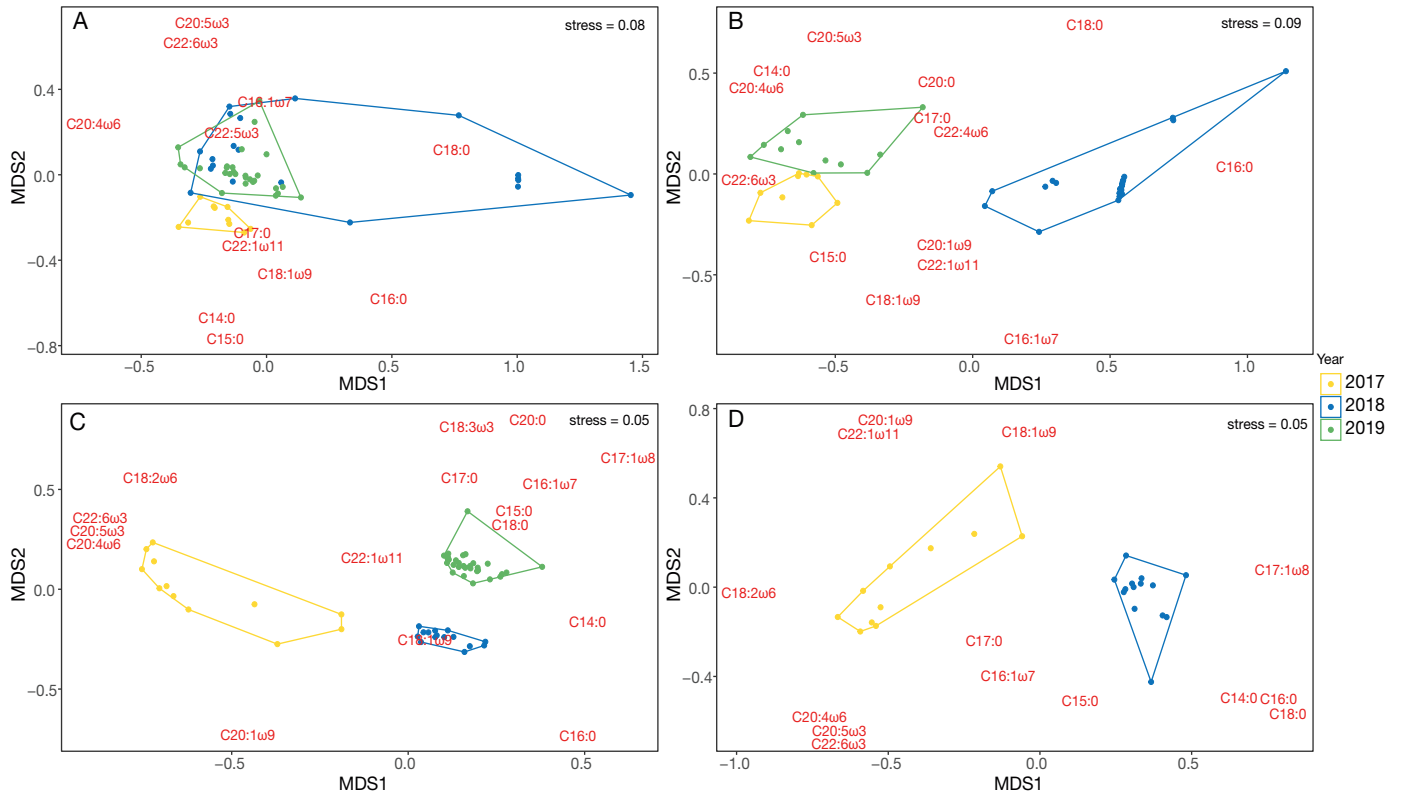 A
stress = 0.08
C20:5ω3
C22:6ω3
C20:4ω6
C16:1ω7
C22:5ω3
C18:0
C17:0
C22:1ω11
C18:1ω9
C16:0
C14:0
C15:0
0.4
0.0
−0.4
−0.8
MDS2
−0.5
0.0
0.5
1.0
1.5
MDS1
B
stress = 0.09
C18:0
C20:5ω3
C14:0
C20:4ω6
C20:0
C17:0
C22:4ω6
C16:0
C22:6ω3
C20:1ω9
C22:1ω11
C15:0
C18:1ω9
C16:1ω7
0.5
0.0
−0.5
MDS2
−0.5
0.0
0.5
1.0
MDS1
Year
2017
2018
2019
C
stress = 0.05
C20:0
C18:3ω3
C17:1ω8
C18:2ω6
C17:0
C16:1ω7
C22:6ω3
C20:5ω3
C20:4ω6
C15:0
C18:0
C22:1ω11
C14:0
C18:1ω9
C20:1ω9
C16:0
0.5
0.0
−0.5
MDS2
−0.5
0.0
0.5
MDS1
D
stress = 0.05
C20:1ω9
C22:1ω11
C18:1ω9
C17:1ω8
C18:2ω6
C17:0
C16:1ω7
C15:0
C14:0
C16:0
C18:0
C20:4ω6
C20:5ω3
C22:6ω3
0.8
0.4
0.0
−0.4
MDS2
−1.0
−0.5
0.0
0.5
MDS1